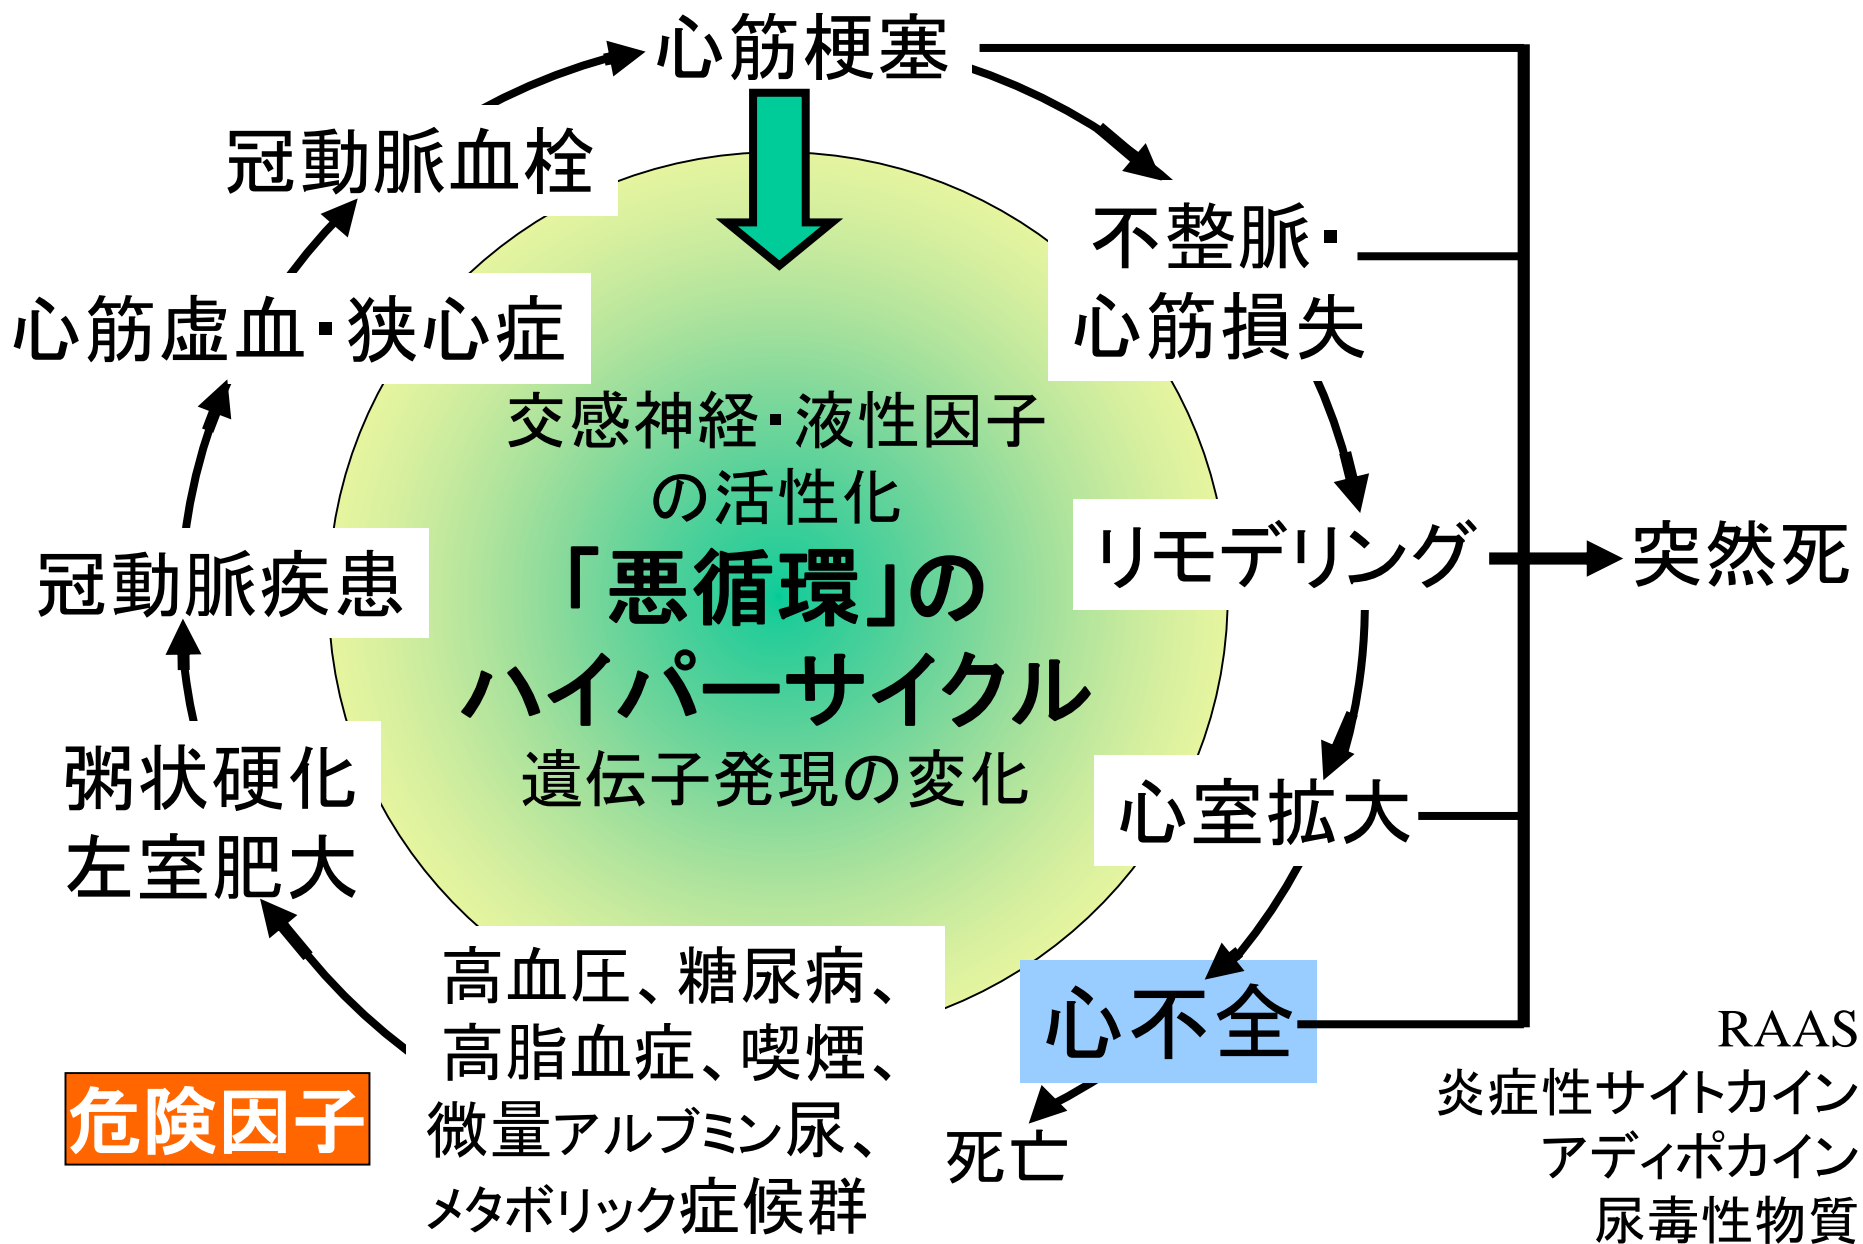 心筋梗塞
冠動脈血栓
心筋虚血・狭心症
冠動脈疾患
粥状硬化
左室肥大
危険因子
高血圧、糖尿病、
高脂血症、喫煙、
微量アルブミン尿、
メタボリック症候群
交感神経・液性因子
の活性化
「悪循環」の
ハイパーサイクル
遺伝子発現の変化
不整脈・
心筋損失
リモデリング
心室拡大
心不全
死亡
突然死
RAAS
炎症性サイトカイン
アディポカイン
尿毒性物質